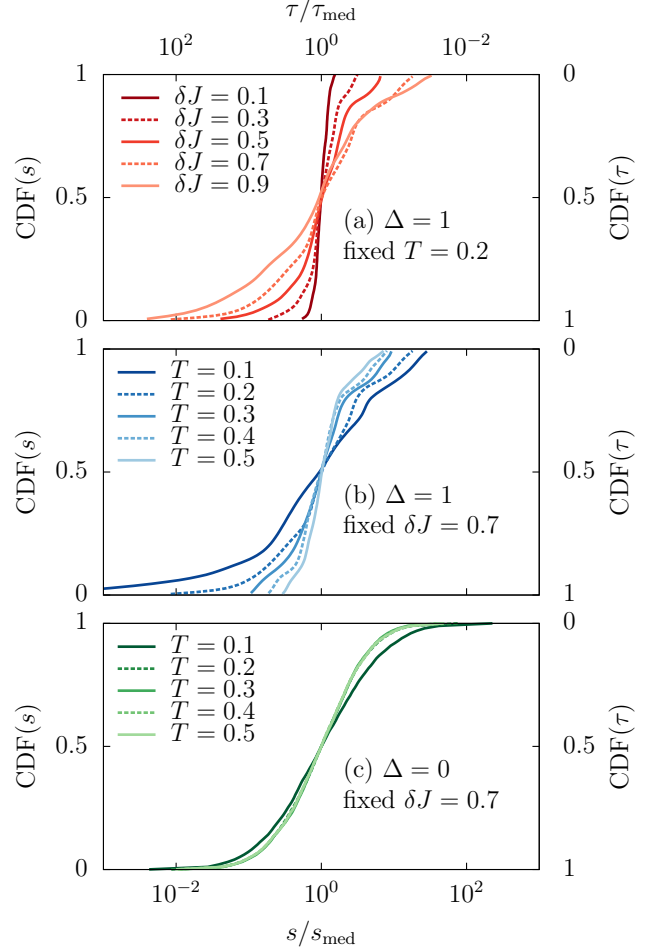 τ/τ_med
10^2 10^0 10^-2
1 0
δJ = 0.1
δJ = 0.3
δJ = 0.5
δJ = 0.7
δJ = 0.9
CDF(s) 0.5 0.5 CDF(τ)
(a) Δ = 1
fixed T = 0.2
0 1
1 0
T = 0.1
T = 0.2
T = 0.3
T = 0.4
T = 0.5
CDF(s) 0.5 0.5 CDF(τ)
(b) Δ = 1
fixed δJ = 0.7
0 1
1 0
T = 0.1
T = 0.2
T = 0.3
T = 0.4
T = 0.5
CDF(s) 0.5 0.5 CDF(τ)
(c) Δ = 0
fixed δJ = 0.7
0 1
10^-2 10^0 10^2
s/s_med